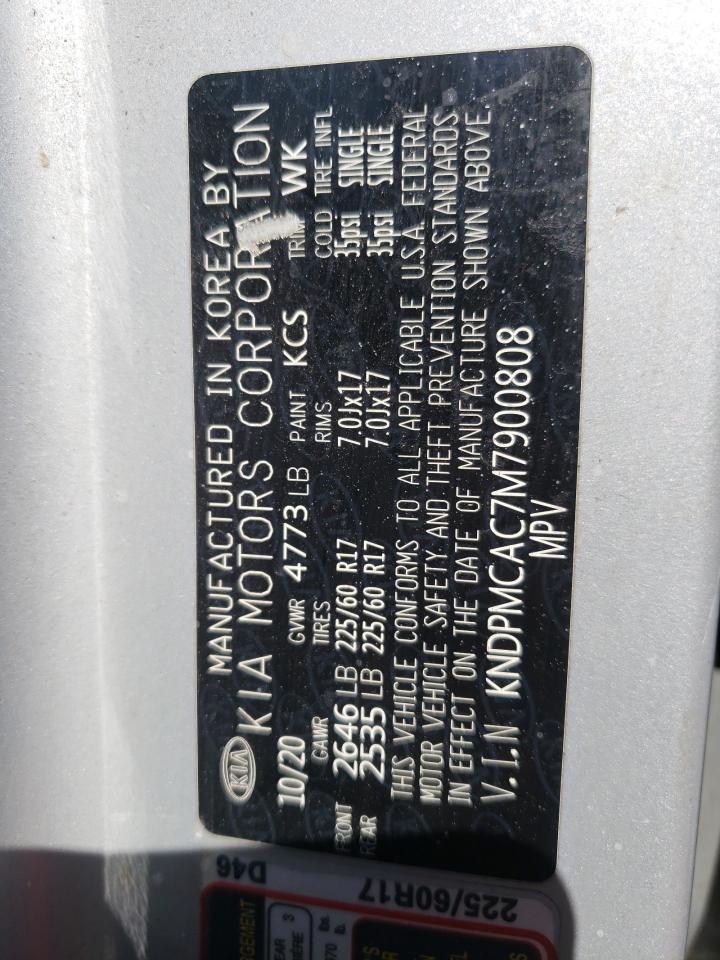 KIA
MANUFACTURED IN KOREA BY
KIA MOTORS CORPORATION
10/20 GVWR 4773 LB PAINT KCS TRIM WK
GAWR TIRES RIMS COLD TIRE INFL
FRONT 2646 LB 225/60 R17 7.0Jx17 35psi SINGLE
REAR 2535 LB 225/60 R17 7.0Jx17 35psi SINGLE
THIS VEHICLE CONFORMS TO ALL APPLICABLE U.S.A. FEDERAL
MOTOR VEHICLE SAFETY AND THEFT PREVENTION STANDARDS
IN EFFECT ON THE DATE OF MANUFACTURE SHOWN ABOVE.
V.I.N KNDPMCAC7M7900808
MPV
D46
225/60R17
3
lb.